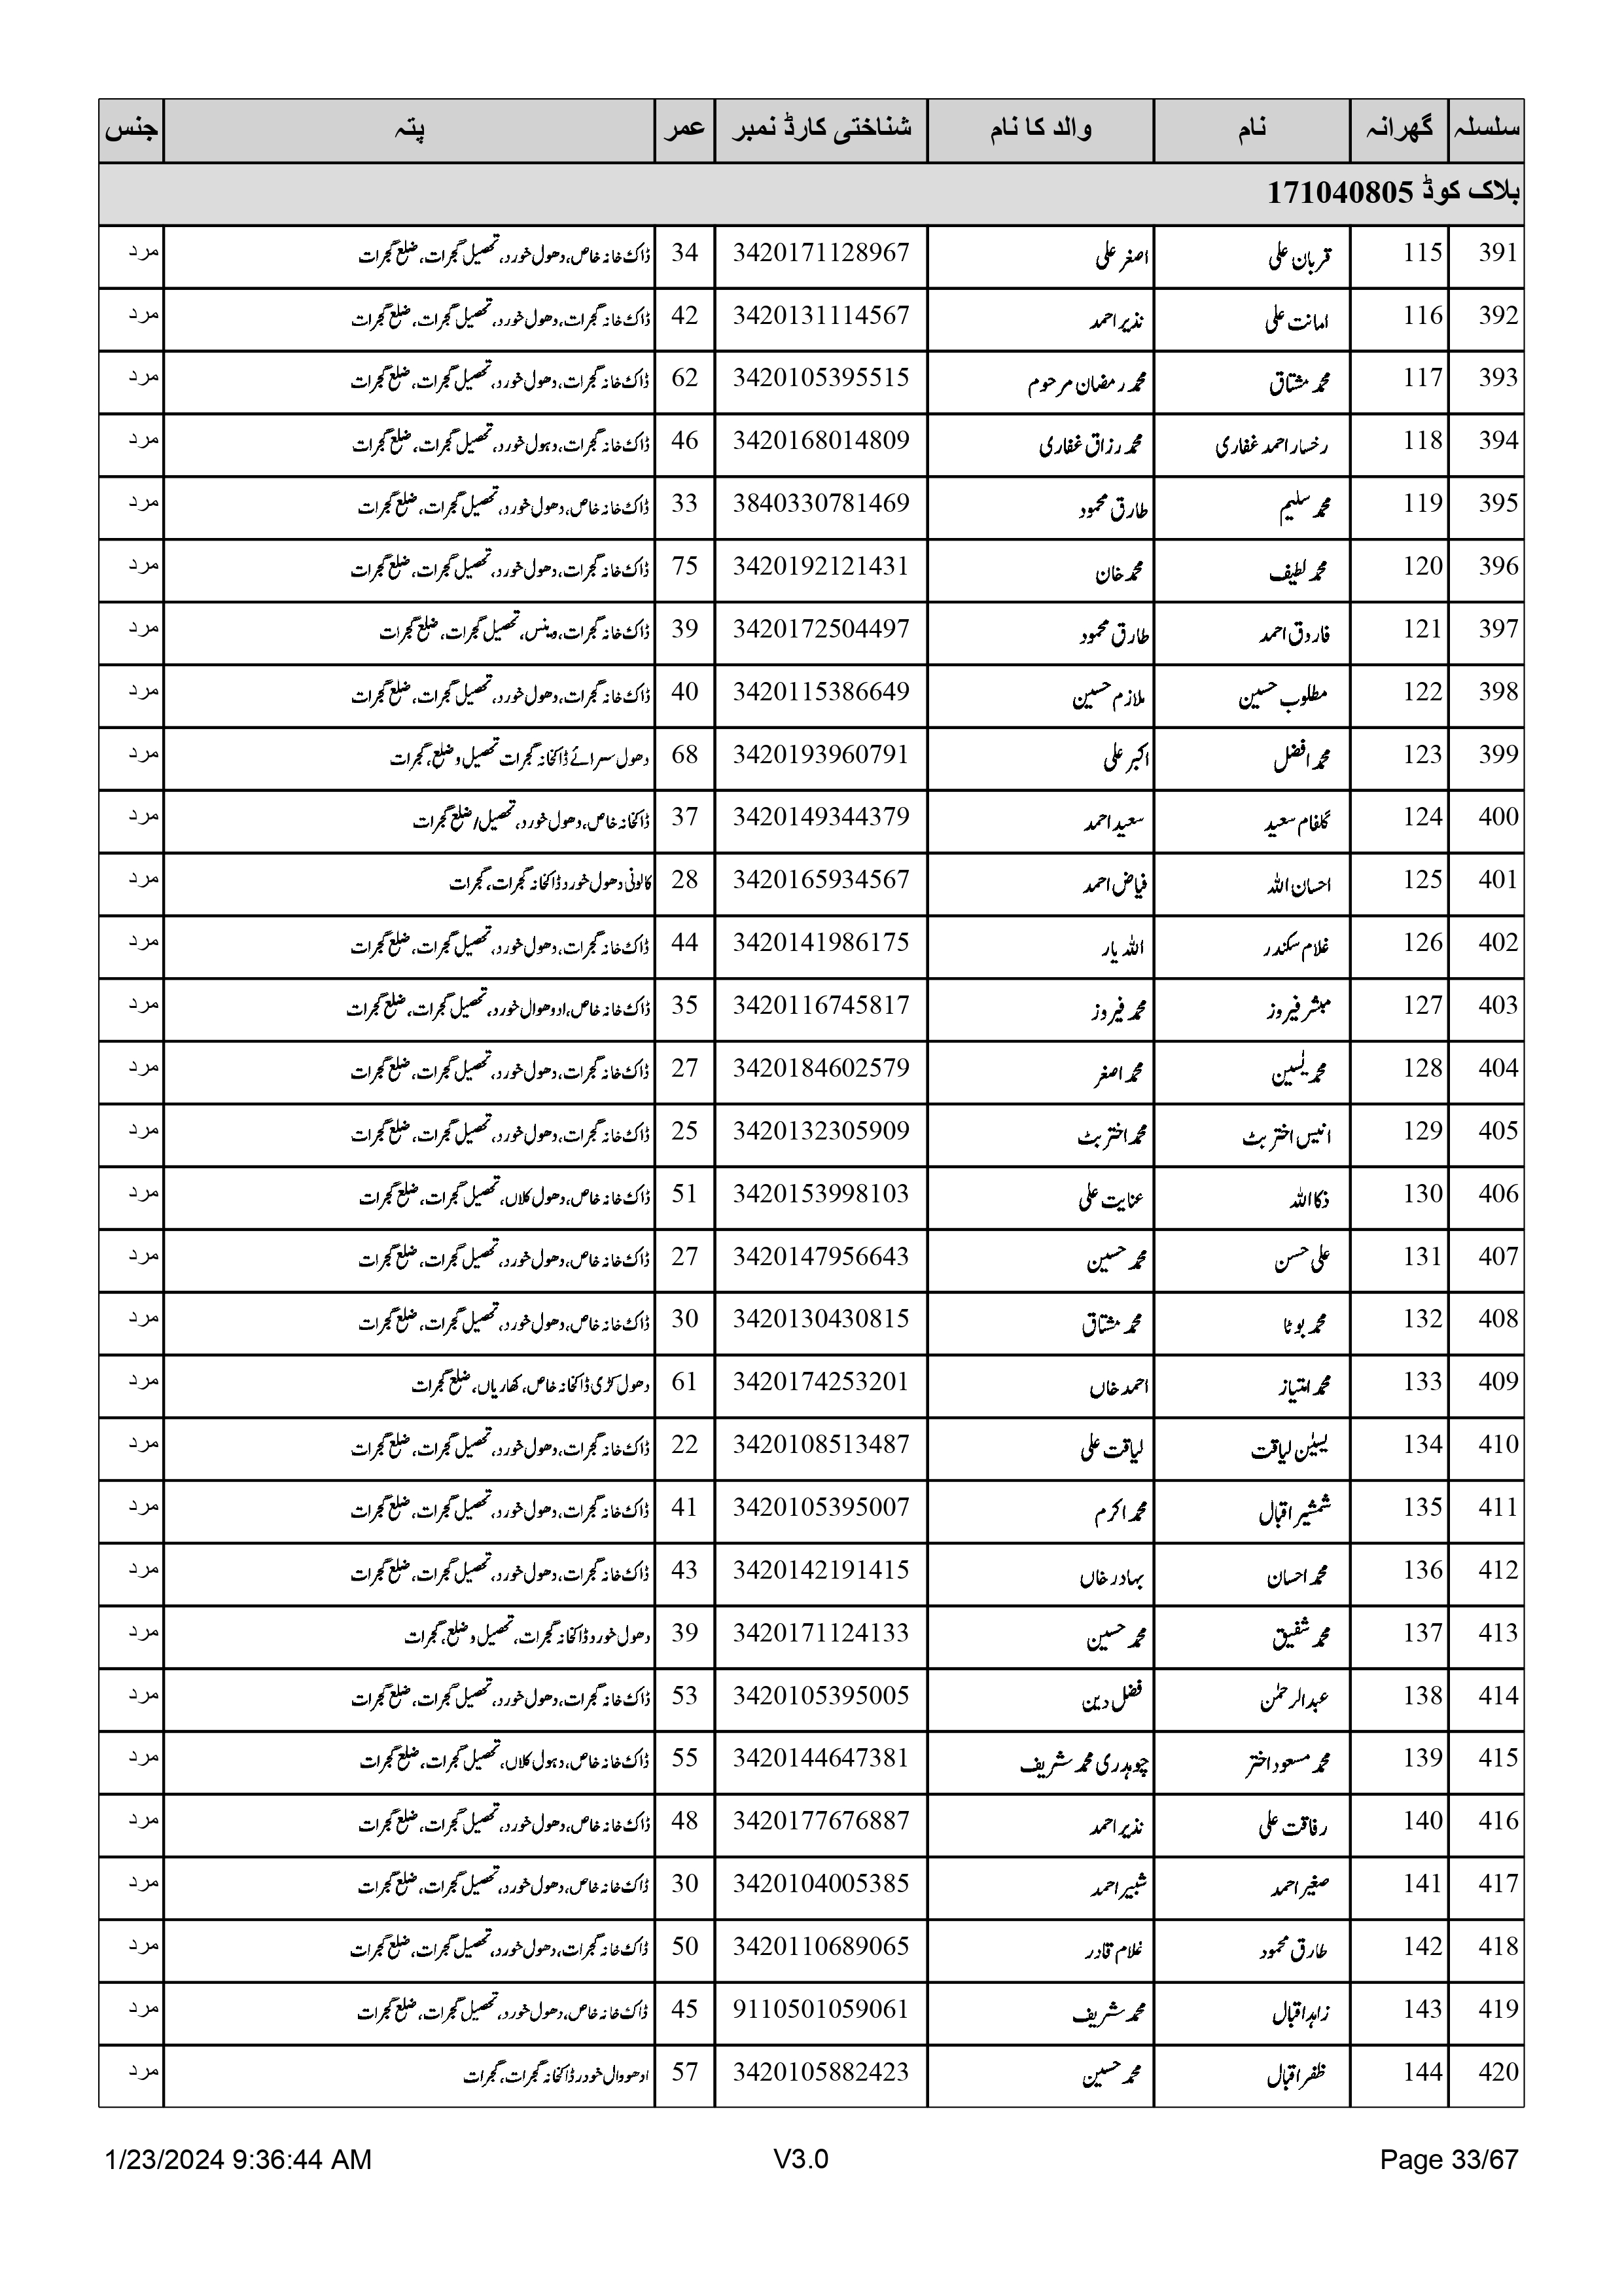 سلسلہ گھرانہ نام والد کا نام شناختی کارڈ نمبر عمر پتہ جنس
بلاک کوڈ 171040805
391 115 قربان علی اصغر علی 3420171128967 34 ڈاک خانہ خاص، دھول خورد، تحصیل گجرات، ضلع گجرات مرد
392 116 امانت علی نذیر احمد 3420131114567 42 ڈاک خانہ گجرات، دھول خورد، تحصیل گجرات، ضلع گجرات مرد
393 117 محمد مشتاق محمد رمضان مرحوم 3420105395515 62 ڈاک خانہ گجرات، دھول خورد، تحصیل گجرات، ضلع گجرات مرد
394 118 رخسار احمد غفاری محمد رزاق غفاری 3420168014809 46 ڈاک خانہ گجرات، دہول خورد، تحصیل گجرات، ضلع گجرات مرد
395 119 محمد سلیم طارق محمود 3840330781469 33 ڈاک خانہ خاص، دھول خورد، تحصیل گجرات، ضلع گجرات مرد
396 120 محمد لطیف محمد خان 3420192121431 75 ڈاک خانہ گجرات، دھول خورد، تحصیل گجرات، ضلع گجرات مرد
397 121 فاروق احمد طارق محمود 3420172504497 39 ڈاک خانہ گجرات، وینس، تحصیل گجرات، ضلع گجرات مرد
398 122 مطلوب حسین ملازم حسین 3420115386649 40 ڈاک خانہ گجرات، دھول خورد، تحصیل گجرات، ضلع گجرات مرد
399 123 محمد افضل اکبر علی 3420193960791 68 دھول سرائے ڈاکخانہ گجرات تحصیل و ضلع، گجرات مرد
400 124 گلفام سعید سعید احمد 3420149344379 37 ڈاکخانہ خاص، دھول خورد، تحصیل/ ضلع گجرات مرد
401 125 احسان اللہ فیاض احمد 3420165934567 28 کالونی دھول خورد ڈاکخانہ گجرات، گجرات مرد
402 126 غلام سکندر اللہ یار 3420141986175 44 ڈاک خانہ گجرات، دھول خورد، تحصیل گجرات، ضلع گجرات مرد
403 127 مبشر فیروز محمد فیروز 3420116745817 35 ڈاک خانہ خاص، ادوھوال خورد، تحصیل گجرات، ضلع گجرات مرد
404 128 محمد یٰسین محمد اصغر 3420184602579 27 ڈاک خانہ گجرات، دھول خورد، تحصیل گجرات، ضلع گجرات مرد
405 129 انیس اختر بٹ محمد اختر بٹ 3420132305909 25 ڈاک خانہ گجرات، دھول خورد، تحصیل گجرات، ضلع گجرات مرد
406 130 ذکااللہ عنایت علی 3420153998103 51 ڈاک خانہ خاص، دھول کلاں، تحصیل گجرات، ضلع گجرات مرد
407 131 علی حسن محمد حسین 3420147956643 27 ڈاک خانہ خاص، دھول خورد، تحصیل گجرات، ضلع گجرات مرد
408 132 محمد بوٹا محمد مشتاق 3420130430815 30 ڈاک خانہ خاص، دھول خورد، تحصیل گجرات، ضلع گجرات مرد
409 133 محمد امتیاز احمد خاں 3420174253201 61 دھول کڑی ڈاکخانہ خاص، کھاریاں، ضلع گجرات مرد
410 134 یسیٰن لیاقت لیاقت علی 3420108513487 22 ڈاک خانہ گجرات، دھول خورد، تحصیل گجرات، ضلع گجرات مرد
411 135 شمشیر اقبال محمد اکرم 3420105395007 41 ڈاک خانہ گجرات، دھول خورد، تحصیل گجرات، ضلع گجرات مرد
412 136 محمد احسان بہادر خاں 3420142191415 43 ڈاک خانہ گجرات، دھول خورد، تحصیل گجرات، ضلع گجرات مرد
413 137 محمد شفیق محمد حسین 3420171124133 39 دھول خورد ڈاکخانہ گجرات، تحصیل و ضلع، گجرات مرد
414 138 عبدالرحمٰن فضل دین 3420105395005 53 ڈاک خانہ گجرات، دھول خورد، تحصیل گجرات، ضلع گجرات مرد
415 139 محمد مسعود اختر چوہدری محمد شریف 3420144647381 55 ڈاک خانہ خاص، دہول کلاں، تحصیل گجرات، ضلع گجرات مرد
416 140 رفاقت علی نذیر احمد 3420177676887 48 ڈاک خانہ خاص، دھول خورد، تحصیل گجرات، ضلع گجرات مرد
417 141 صغیر احمد شبیر احمد 3420104005385 30 ڈاک خانہ خاص، دھول خورد، تحصیل گجرات، ضلع گجرات مرد
418 142 طارق محمود غلام قادر 3420110689065 50 ڈاک خانہ گجرات، دھول خورد، تحصیل گجرات، ضلع گجرات مرد
419 143 زاہد اقبال محمد شریف 9110501059061 45 ڈاک خانہ خاص، دھول خورد، تحصیل گجرات، ضلع گجرات مرد
420 144 ظفر اقبال محمد حسین 3420105882423 57 ادھووال خودر ڈاکخانہ گجرات، گجرات مرد
1/23/2024 9:36:44 AM V3.0 Page 33/67